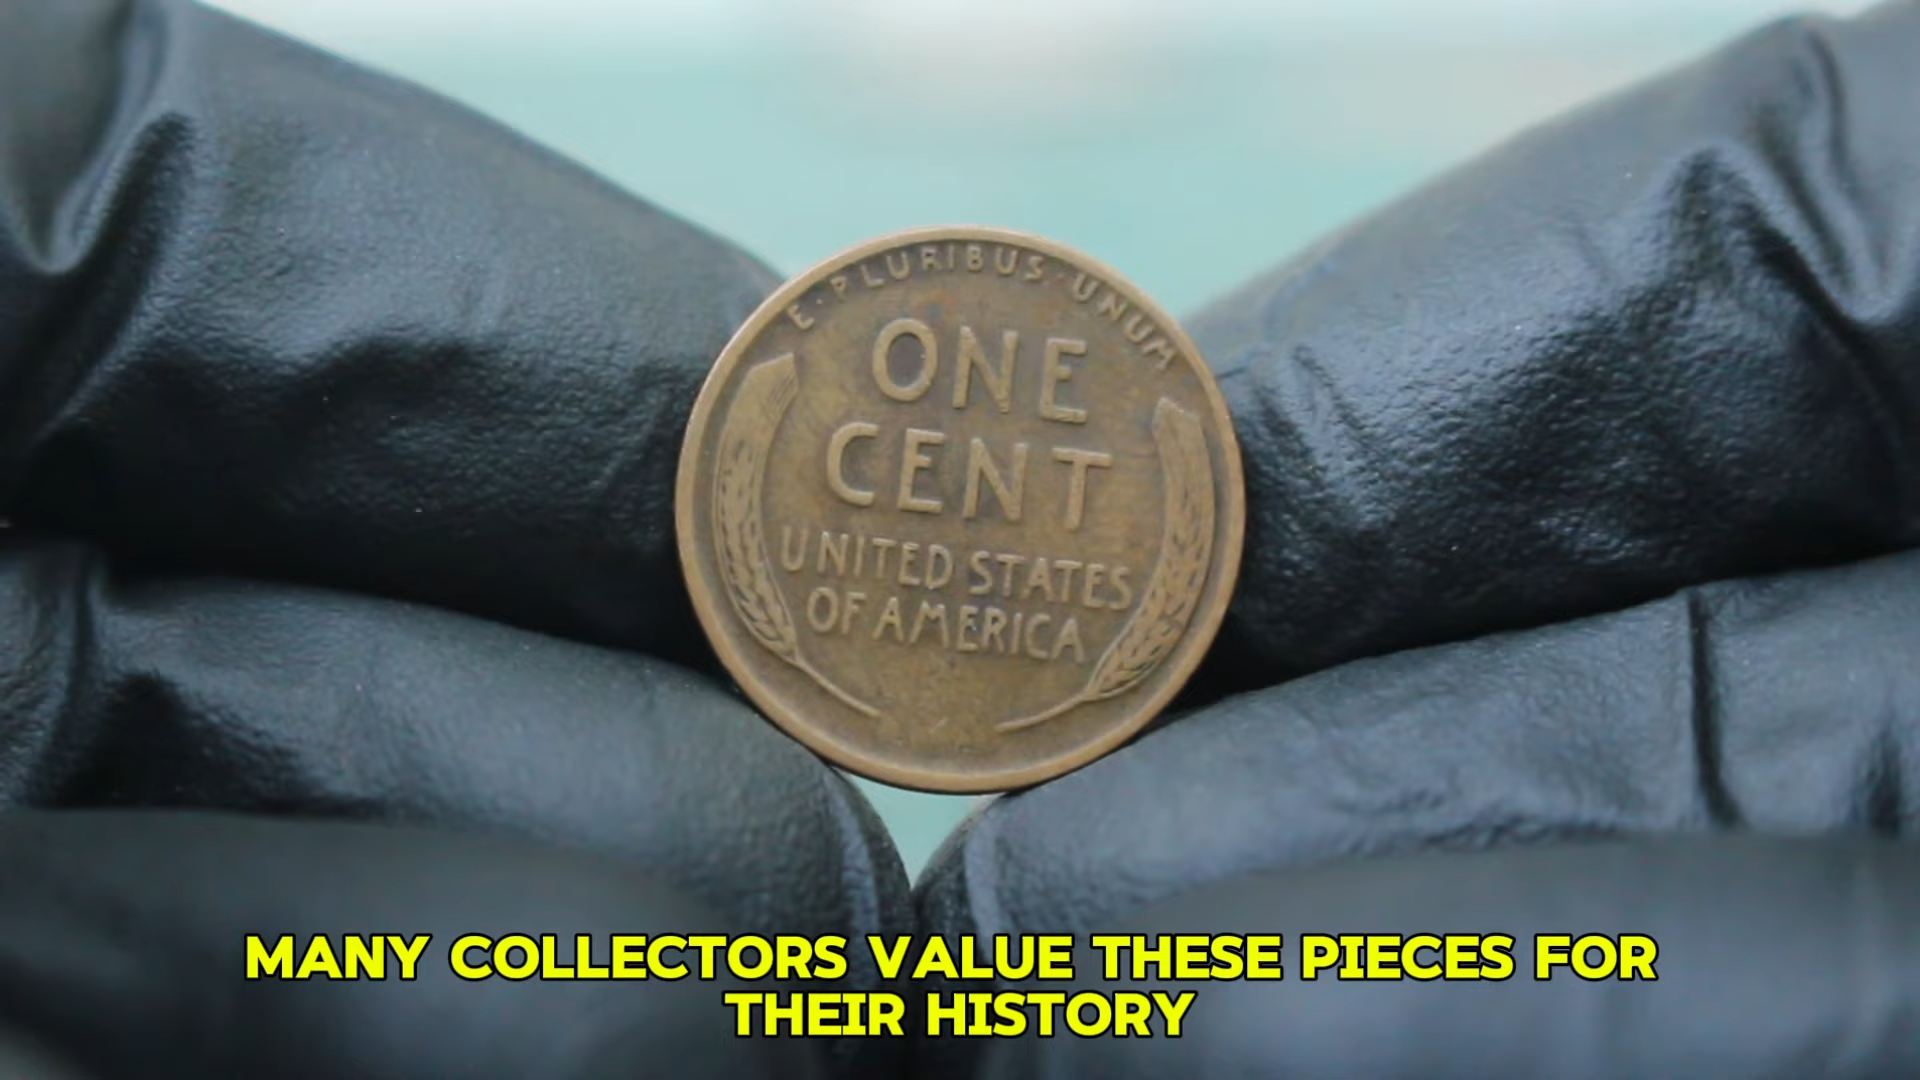 E·PLURIBUS·UNUM
ONE
CENT
UNITED STATES
OF AMERICA
MANY COLLECTORS VALUE THESE PIECES FOR
THEIR HISTORY